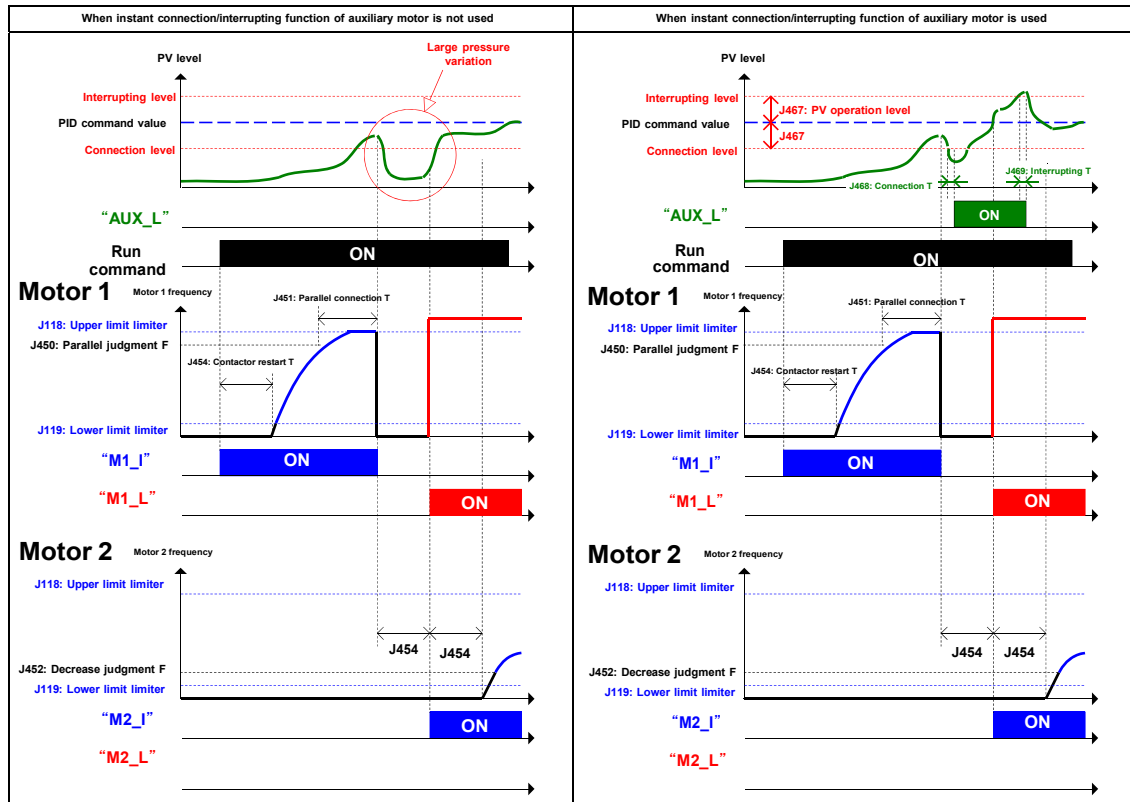 When instant connection/interrupting function of auxiliary motor is not used
Large pressure
variation
PV level
Interrupting level
PID command value
Connection level
“AUX_L”
Run
command
ON
Motor 1
Motor 1 frequency
J451: Parallel connection T
J118: Upper limit limiter
J450: Parallel judgment F
J454: Contactor restart T
J119: Lower limit limiter
“M1_I”
ON
“M1_L”
ON
Motor 2
Motor 2 frequency
J118: Upper limit limiter
J454
J454
J452: Decrease judgment F
J119: Lower limit limiter
“M2_I”
ON
“M2_L”
When instant connection/interrupting function of auxiliary motor is used
PV level
Interrupting level
J467: PV operation level
PID command value
J467
Connection level
J469: Interrupting T
J468: Connection T
“AUX_L”
ON
Run
command
ON
Motor 1
Motor 1 frequency
J451: Parallel connection T
J118: Upper limit limiter
J450: Parallel judgment F
J454: Contactor restart T
J119: Lower limit limiter
“M1_I”
ON
“M1_L”
ON
Motor 2
Motor 2 frequency
J118: Upper limit limiter
J454
J454
J452: Decrease judgment F
J119: Lower limit limiter
“M2_I”
ON
“M2_L”